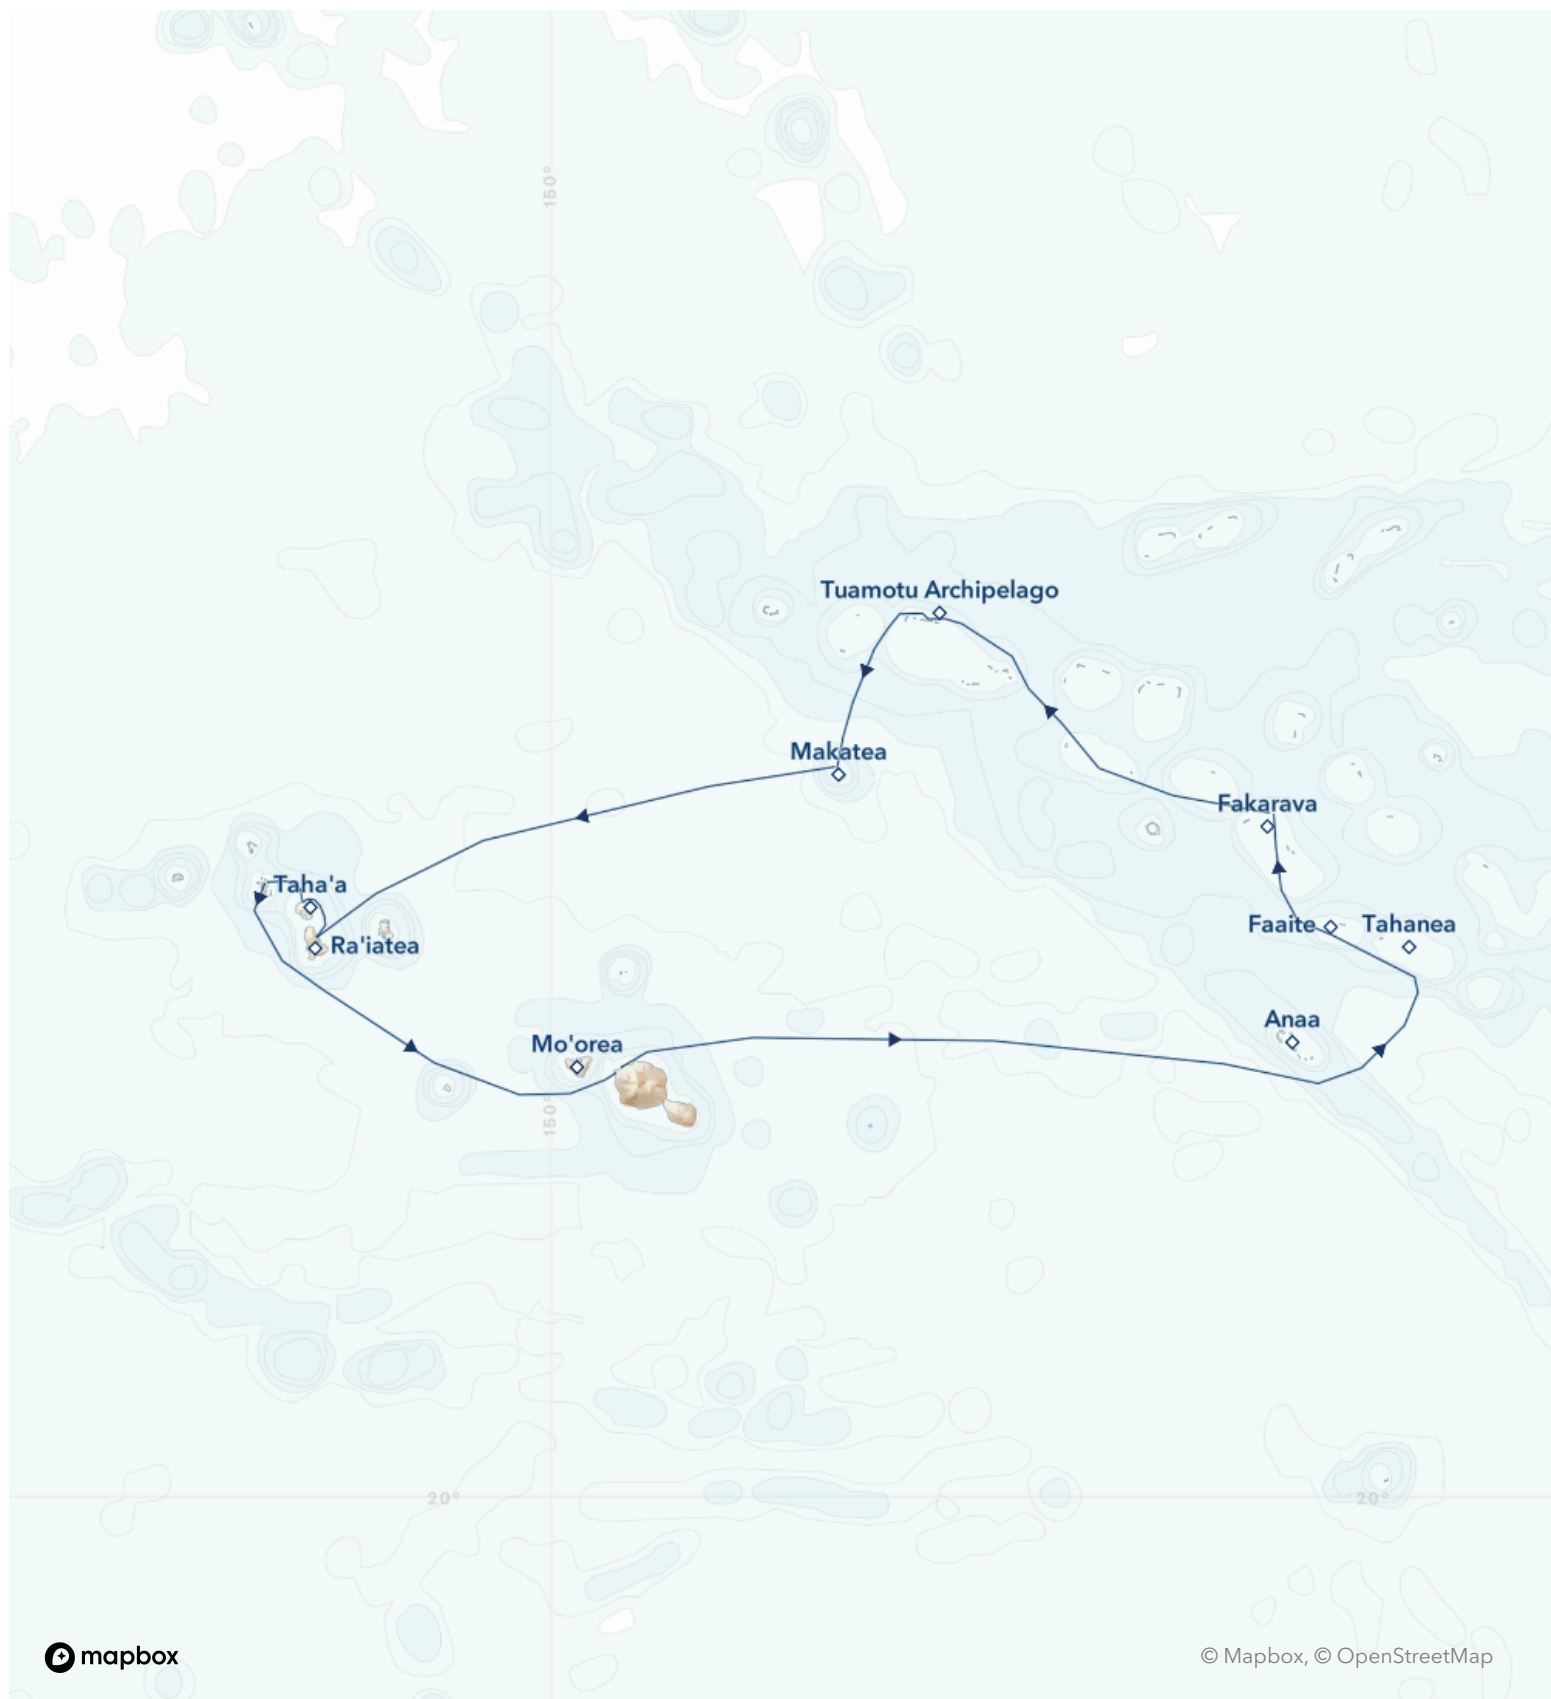 150°
Tuamotu Archipelago
Makatea
Fakarava
Taha'a
Faaite
Tahanea
Ra'iatea
Anaa
Mo'orea
150°
20°
20°
mapbox
© Mapbox, © OpenStreetMap